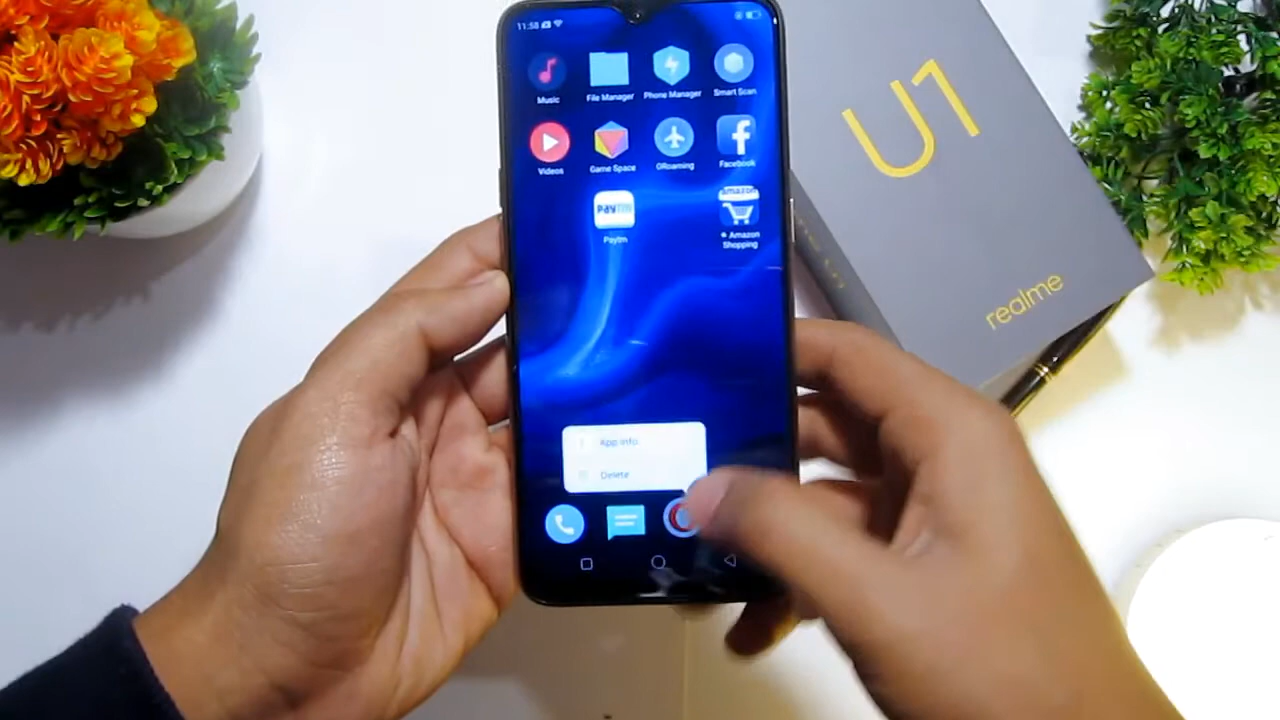 11:58
Music
File Manager
Phone Manager
Smart Scan
Videos
Game Space
ORoaming
Facebook
Paytm
Paytm
amazon
Amazon
Shopping
App info
Delete
U1
realme